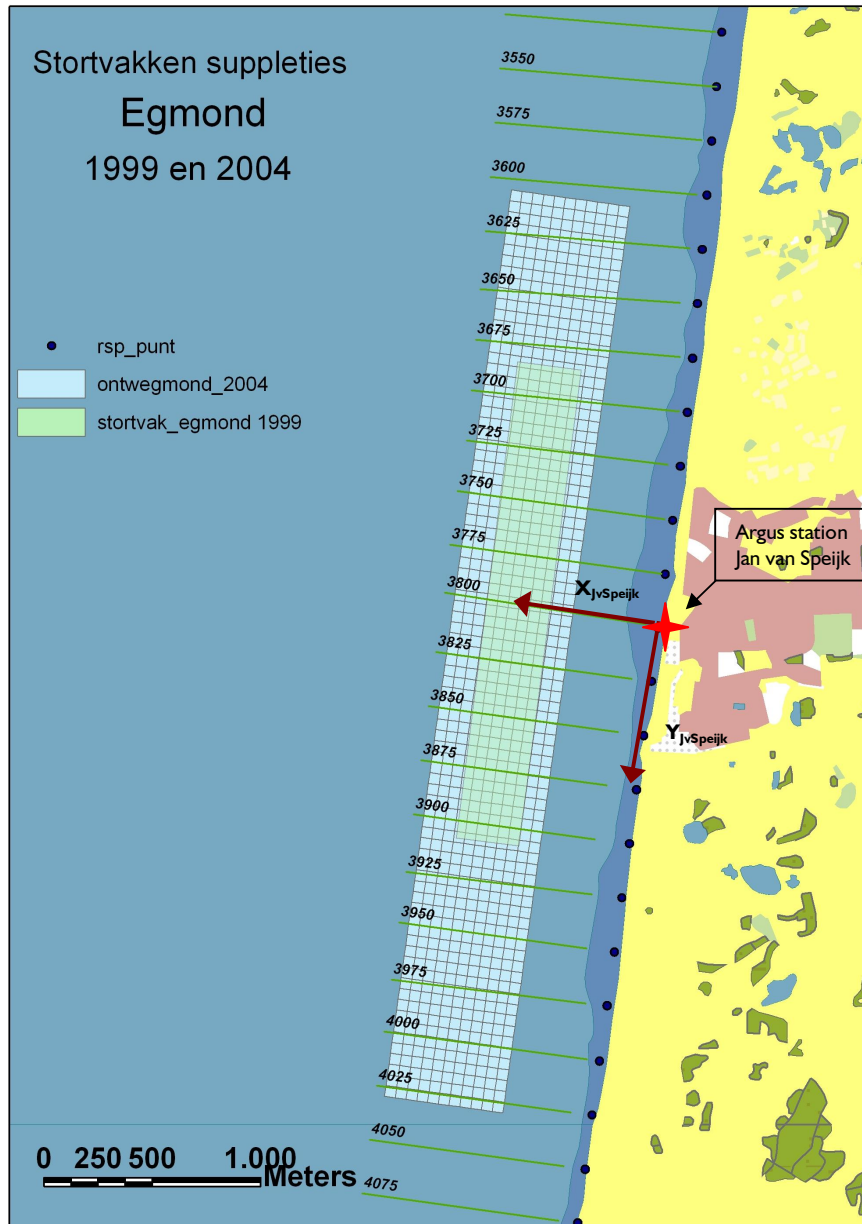 Stortvakken suppleties
Egmond
1999 en 2004
rsp_punt
ontwegmond_2004
stortvak_egmond 1999
3550
3575
3600
3625
3650
3675
3700
3725
3750
3775
3800
3825
3850
3875
3900
3925
3950
3975
4000
4025
4050
4075
Argus station
Jan van Speijk
XJvSpeijk
YJvSpeijk
0 250 500 1.000
Meters